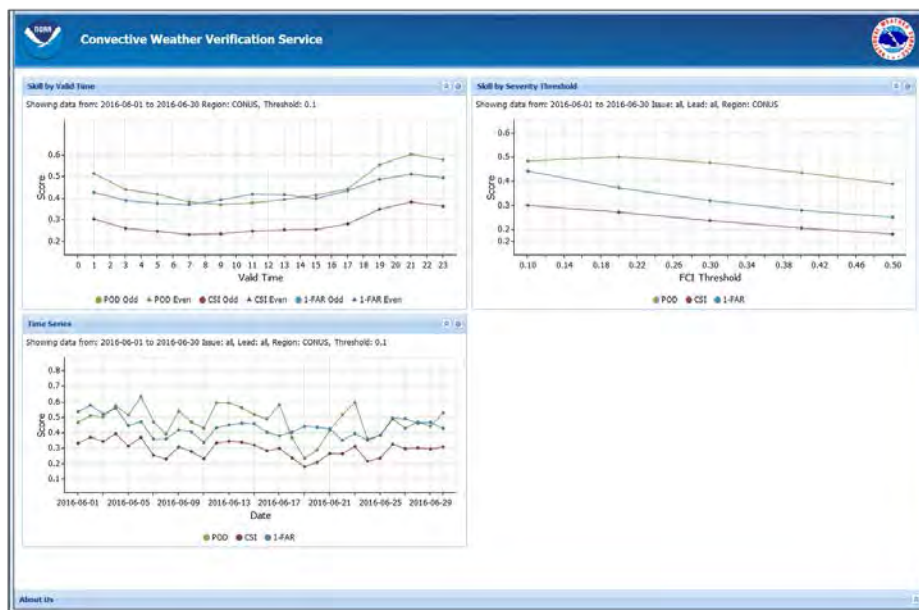 NOAA
Convective Weather Verification Service
Skill by Valid Time
Showing data from: 2016-06-01 to 2016-06-30 Region: CONUS, Threshold: 0.1
Score
0.6
0.5
0.4
0.3
0.2
0 1 3 5 7 9 10 11 12 13 14 15 16 17 18 19 20 21 22 23
Valid Time
POD Odd POD Even CSI Odd CSI Even 1-FAR Odd 1-FAR Even
Skill by Severity Threshold
Showing data from: 2016-06-01 to 2016-06-30 Issue: all, Lead: all, Region: CONUS
Score
0.6
0.5
0.4
0.3
0.2
0.2
0.10 0.14 0.18 0.22 0.26 0.30 0.34 0.38 0.42 0.46 0.50
FCI Threshold
POD CSI 1-FAR
Time Series
Showing data from: 2016-06-01 to 2016-06-30 Issue: all, Lead: all, Region: CONUS, Threshold: 0.1
Score
0.8
0.7
0.6
0.5
0.4
0.3
0.2
0.1
2016-06-01 2016-06-05 2016-06-09 2016-06-13 2016-06-17 2016-06-21 2016-06-25 2016-06-29
Date
POD CSI 1-FAR
About Us